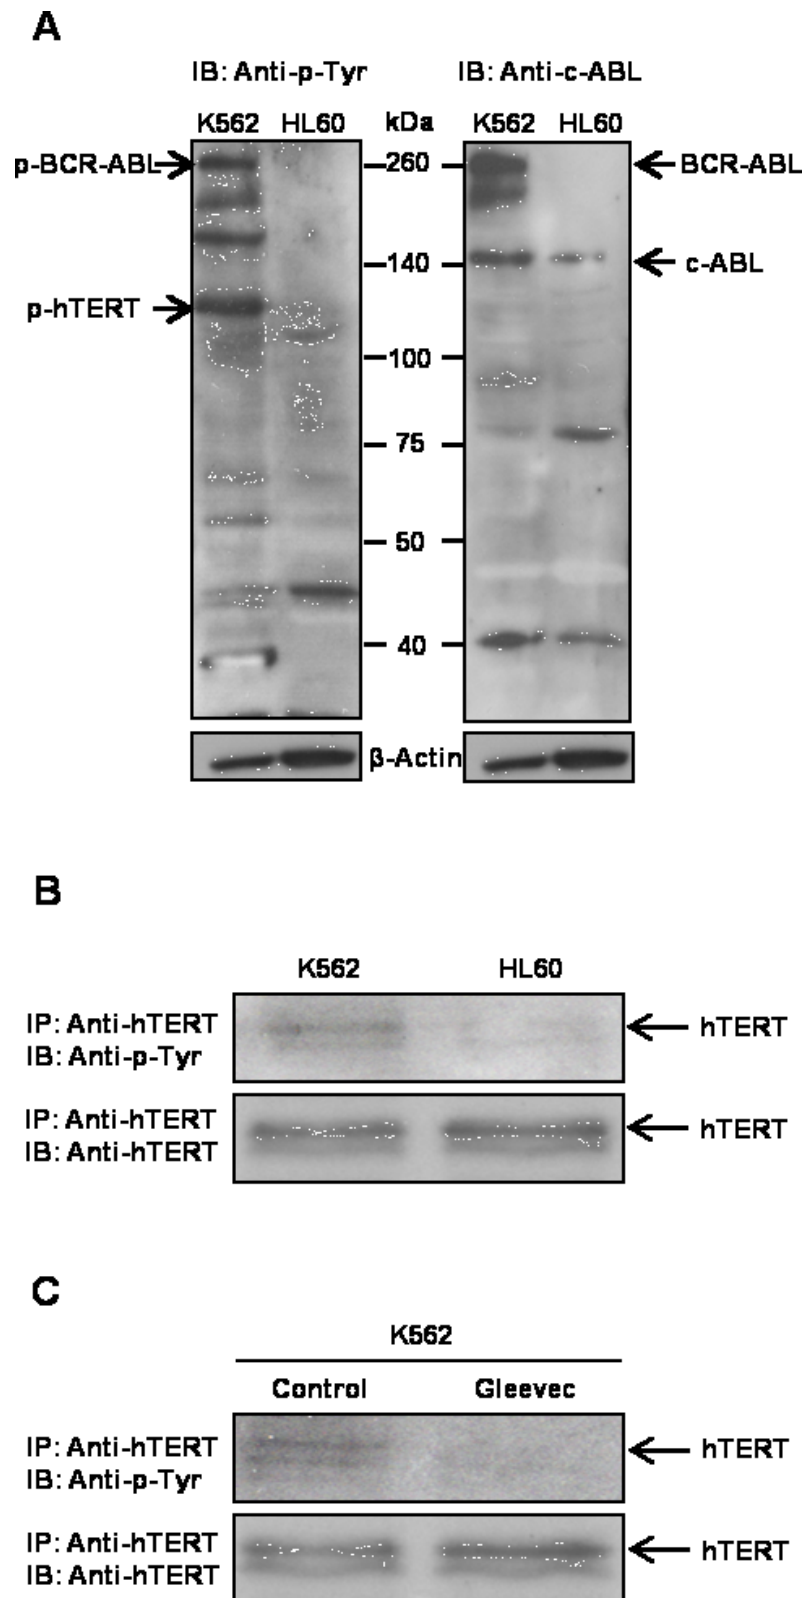 A
IB: Anti-p-Tyr IB: Anti-c-ABL
K562 HL60 kDa K562 HL60
p-BCR-ABL 260 BCR-ABL
140 c-ABL
p-hTERT
100
75
50
40
β-Actin
B
K562 HL60
IP: Anti-hTERT
IB: Anti-p-Tyr
hTERT
IP: Anti-hTERT
IB: Anti-hTERT
hTERT
C
K562
Control Gleevec
IP: Anti-hTERT
IB: Anti-p-Tyr
hTERT
IP: Anti-hTERT
IB: Anti-hTERT
hTERT